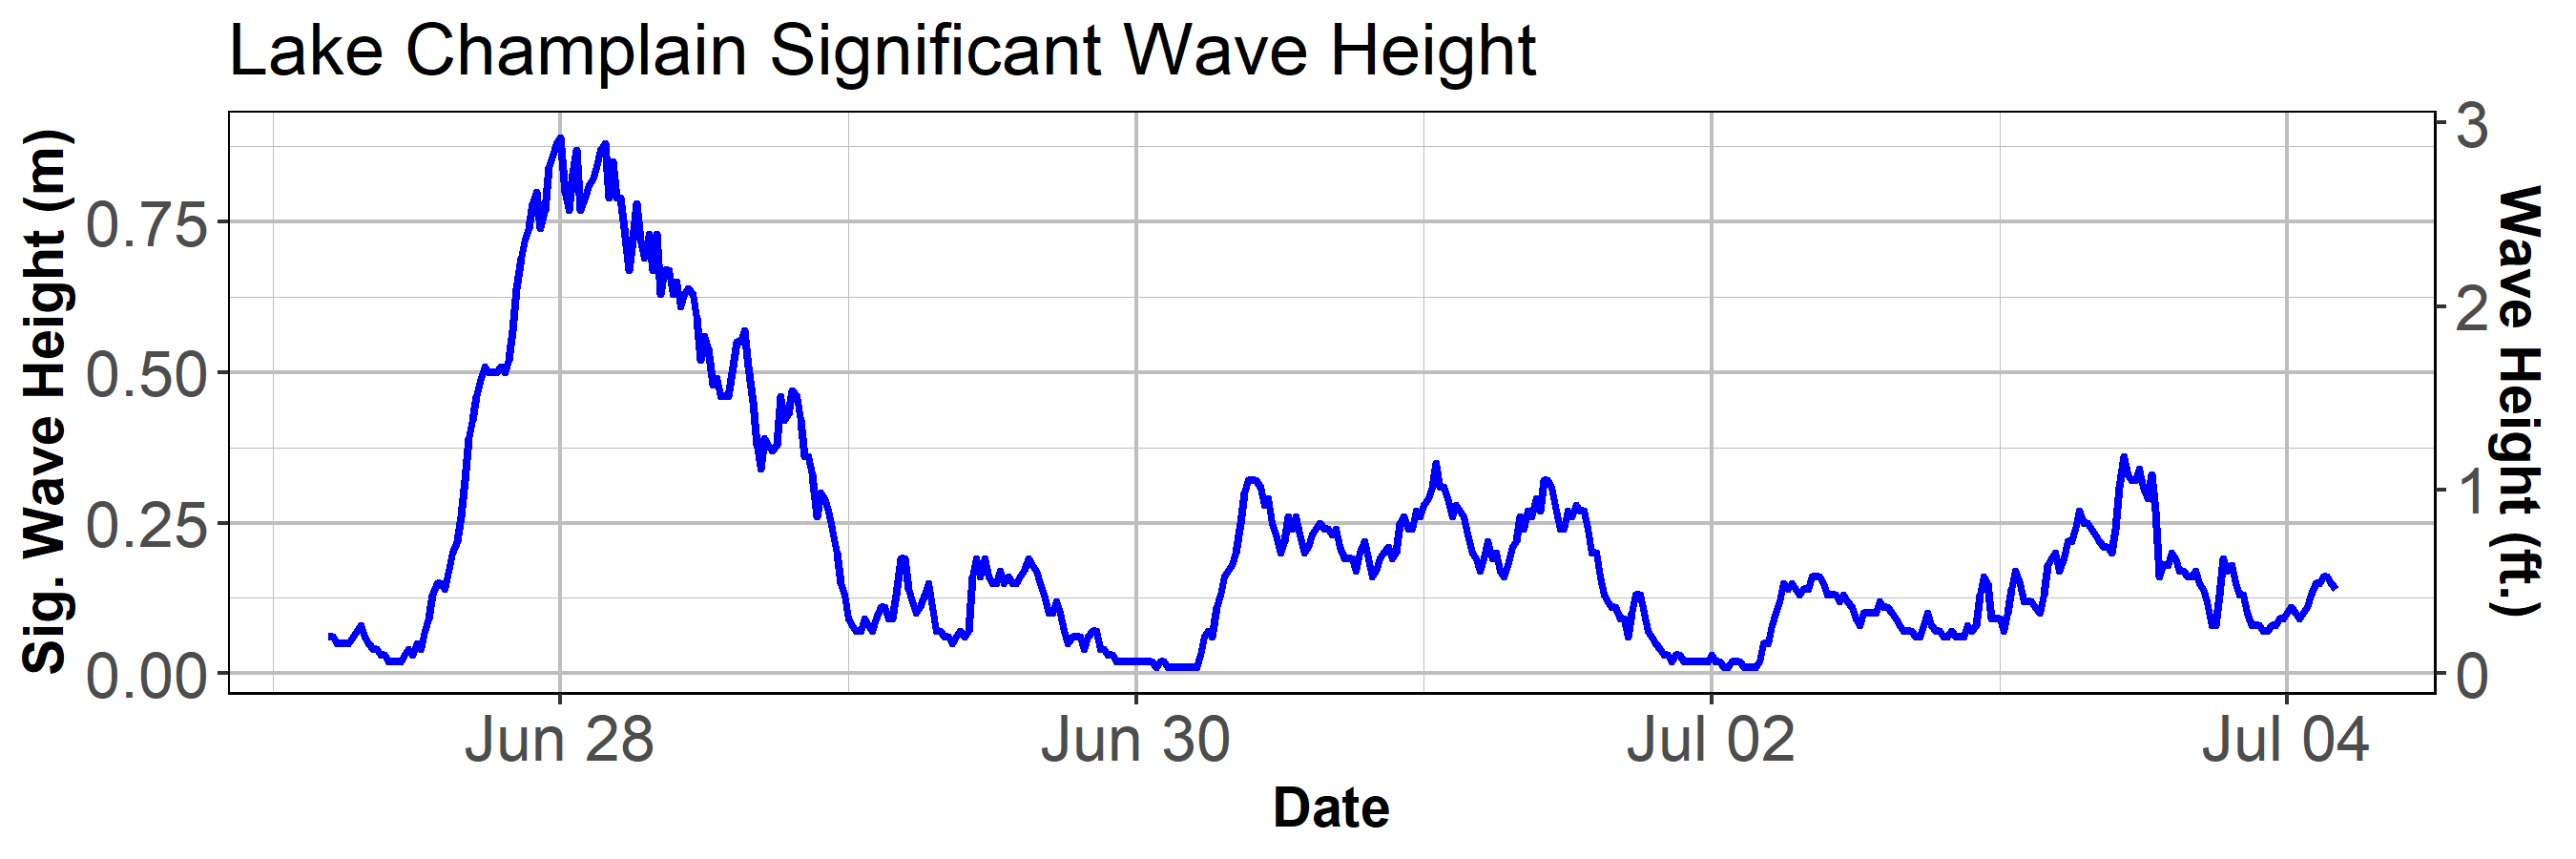 Lake Champlain Significant Wave Height
Sig. Wave Height (m)
0.75
0.50
0.25
0.00
3
2
1
0
Wave Height (ft.)
Jun 28
Jun 30
Jul 02
Jul 04
Date